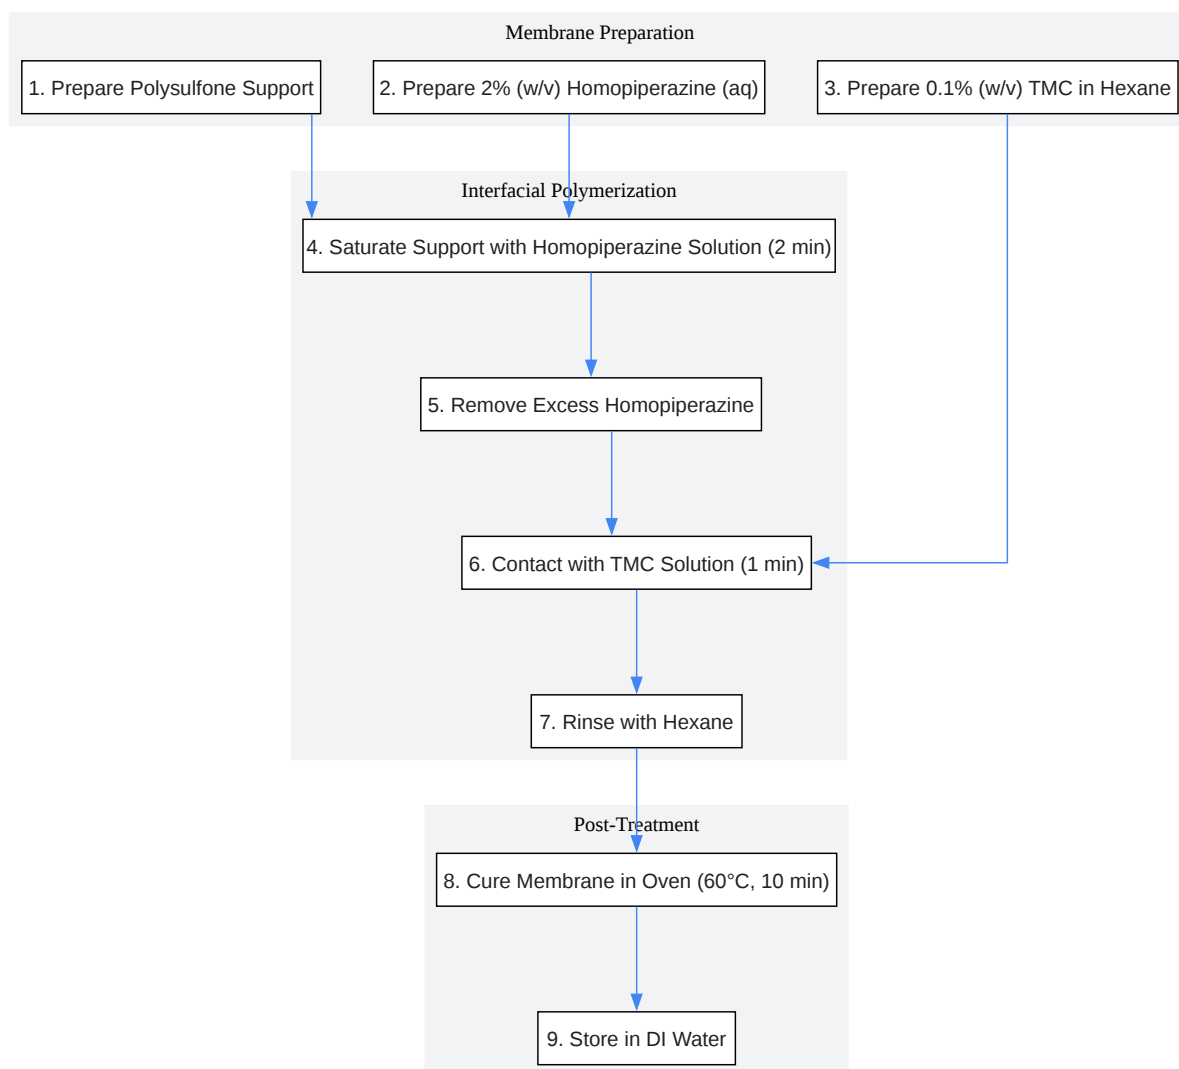 Membrane Preparation
1. Prepare Polysulfone Support
2. Prepare 2% (w/v) Homopiperazine (aq)
3. Prepare 0.1% (w/v) TMC in Hexane
Interfacial Polymerization
4. Saturate Support with Homopiperazine Solution (2 min)
5. Remove Excess Homopiperazine
6. Contact with TMC Solution (1 min)
7. Rinse with Hexane
Post-Treatment
8. Cure Membrane in Oven (60°C, 10 min)
9. Store in DI Water